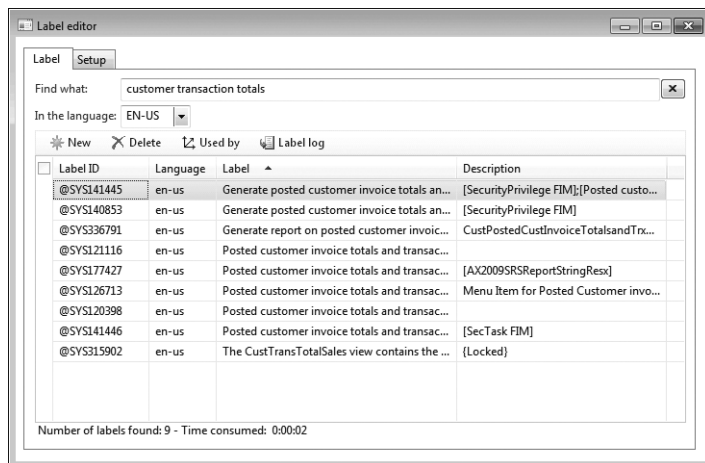 Label editor
Label Setup
Find what: customer transaction totals
In the language: EN-US
New Delete Used by Label log
Label ID Language Label Description
@SYS141445 en-us Generate posted customer invoice totals an... [SecurityPrivilege FIM];[Posted custo...
@SYS140853 en-us Generate posted customer invoice totals an... [SecurityPrivilege FIM]
@SYS336791 en-us Generate report on posted customer invoic... CustPostedCustInvoiceTotalsandTrx...
@SYS121116 en-us Posted customer invoice totals and transac...
@SYS177427 en-us Posted customer invoice totals and transac... [AX2009SRSReportStringResx]
@SYS126713 en-us Posted customer invoice totals and transac... Menu Item for Posted Customer invo...
@SYS120398 en-us Posted customer invoice totals and transac...
@SYS141446 en-us Posted customer invoice totals and transac... [SecTask FIM]
@SYS315902 en-us The CustTransTotalSales view contains the ... {Locked}
Number of labels found: 9 - Time consumed: 0:00:02